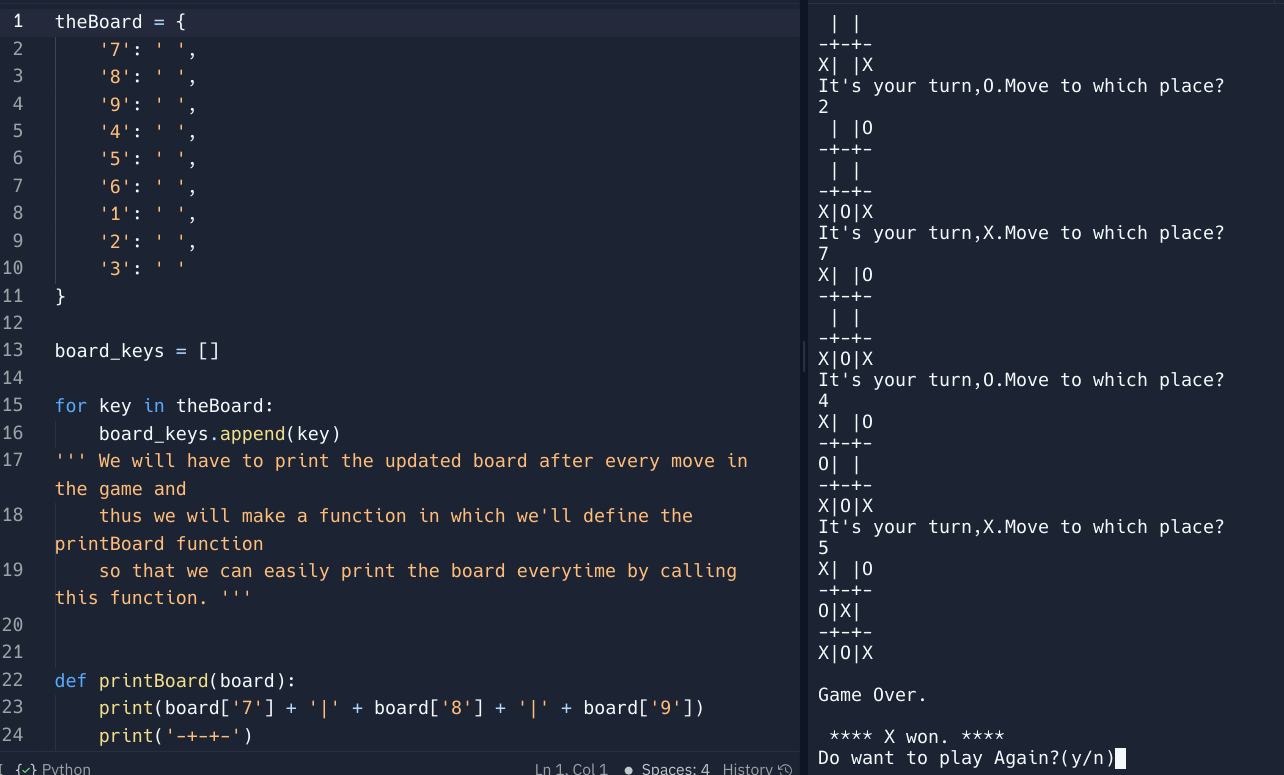 1 theBoard = {
2     '7': ' ',
3     '8': ' ',
4     '9': ' ',
5     '4': ' ',
6     '5': ' ',
7     '6': ' ',
8     '1': ' ',
9     '2': ' ',
10     '3': ' '
11 }
12
13 board_keys = []
14
15 for key in theBoard:
16     board_keys.append(key)
17 ''' We will have to print the updated board after every move in
the game and
18     thus we will make a function in which we'll define the
printBoard function
19     so that we can easily print the board everytime by calling
this function. '''
20
21
22 def printBoard(board):
23     print(board['7'] + '|' + board['8'] + '|' + board['9'])
24     print('-+-+-')
Python
Ln 1, Col 1
Spaces: 4
History
 | |
-+-+-
X| |X
It's your turn,O.Move to which place?
2
 | |O
-+-+-
 | |
-+-+-
X|O|X
It's your turn,X.Move to which place?
7
X| |O
-+-+-
 | |
-+-+-
X|O|X
It's your turn,O.Move to which place?
4
X| |O
-+-+-
O| |
-+-+-
X|O|X
It's your turn,X.Move to which place?
5
X| |O
-+-+-
O|X|
-+-+-
X|O|X

Game Over.

 **** X won. ****
Do want to play Again?(y/n)